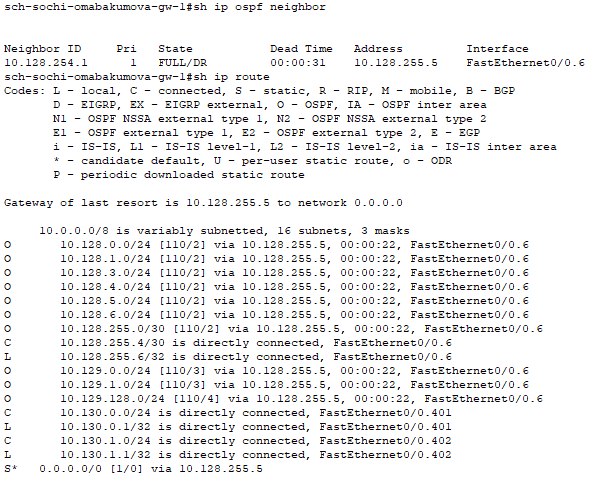 sch-sochi-omabakumova-gw-1#sh ip ospf neighbor
Neighbor ID     Pri   State           Dead Time   Address         Interface
10.128.254.1      1   FULL/DR         00:00:31    10.128.255.5    FastEthernet0/0.6
sch-sochi-omabakumova-gw-1#sh ip route
Codes: L - local, C - connected, S - static, R - RIP, M - mobile, B - BGP
       D - EIGRP, EX - EIGRP external, O - OSPF, IA - OSPF inter area
       N1 - OSPF NSSA external type 1, N2 - OSPF NSSA external type 2
       E1 - OSPF external type 1, E2 - OSPF external type 2, E - EGP
       i - IS-IS, L1 - IS-IS level-1, L2 - IS-IS level-2, ia - IS-IS inter area
       * - candidate default, U - per-user static route, o - ODR
       P - periodic downloaded static route
Gateway of last resort is 10.128.255.5 to network 0.0.0.0
     10.0.0.0/8 is variably subnetted, 16 subnets, 3 masks
O       10.128.0.0/24 [110/2] via 10.128.255.5, 00:00:22, FastEthernet0/0.6
O       10.128.1.0/24 [110/2] via 10.128.255.5, 00:00:22, FastEthernet0/0.6
O       10.128.3.0/24 [110/2] via 10.128.255.5, 00:00:22, FastEthernet0/0.6
O       10.128.4.0/24 [110/2] via 10.128.255.5, 00:00:22, FastEthernet0/0.6
O       10.128.5.0/24 [110/2] via 10.128.255.5, 00:00:22, FastEthernet0/0.6
O       10.128.6.0/24 [110/2] via 10.128.255.5, 00:00:22, FastEthernet0/0.6
O       10.128.255.0/30 [110/2] via 10.128.255.5, 00:00:22, FastEthernet0/0.6
C       10.128.255.4/30 is directly connected, FastEthernet0/0.6
L       10.128.255.6/32 is directly connected, FastEthernet0/0.6
O       10.129.0.0/24 [110/3] via 10.128.255.5, 00:00:22, FastEthernet0/0.6
O       10.129.1.0/24 [110/3] via 10.128.255.5, 00:00:22, FastEthernet0/0.6
O       10.129.128.0/24 [110/4] via 10.128.255.5, 00:00:22, FastEthernet0/0.6
C       10.130.0.0/24 is directly connected, FastEthernet0/0.401
L       10.130.0.1/32 is directly connected, FastEthernet0/0.401
C       10.130.1.0/24 is directly connected, FastEthernet0/0.402
L       10.130.1.1/32 is directly connected, FastEthernet0/0.402
S*   0.0.0.0/0 [1/0] via 10.128.255.5